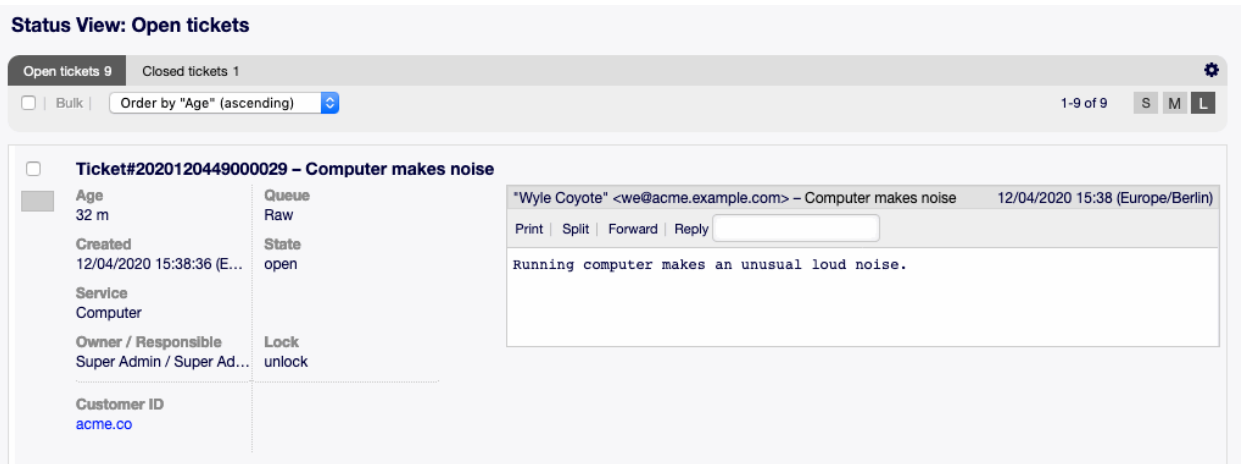 Status View: Open tickets
Open tickets 9 Closed tickets 1
Bulk | Order by "Age" (ascending) 1-9 of 9 S M L
Ticket#2020120449000029 – Computer makes noise
Age
32 m
Queue
Raw
Created
12/04/2020 15:38:36 (E...
State
open
Service
Computer
Owner / Responsible
Super Admin / Super Ad...
Lock
unlock
Customer ID
acme.co
"Wyle Coyote" <we@acme.example.com> – Computer makes noise 12/04/2020 15:38 (Europe/Berlin)
Print | Split | Forward | Reply
Running computer makes an unusual loud noise.